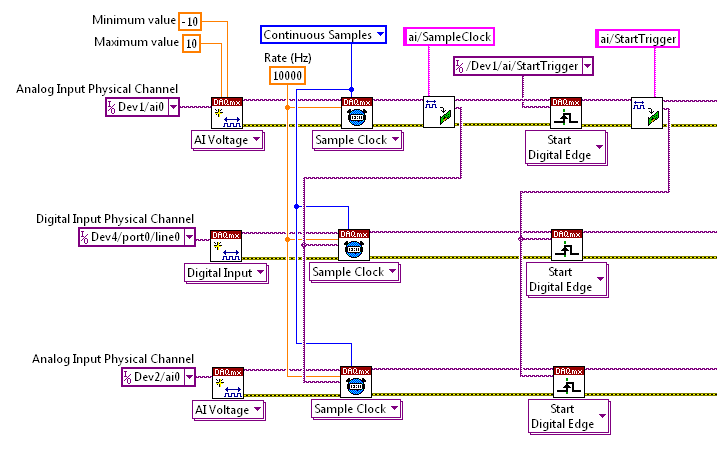 Minimum value -10
Maximum value 10
Continuous Samples
Rate (Hz)
10000
ai/SampleClock
/Dev1/ai/StartTrigger
ai/StartTrigger
Analog Input Physical Channel
Dev1/ai0
DAQmx
AI Voltage
DAQmx
Sample Clock
DAQmx
Start
Digital Edge
Digital Input Physical Channel
Dev4/port0/line0
DAQmx
Digital Input
DAQmx
Sample Clock
DAQmx
Start
Digital Edge
Analog Input Physical Channel
Dev2/ai0
DAQmx
AI Voltage
DAQmx
Sample Clock
DAQmx
Start
Digital Edge